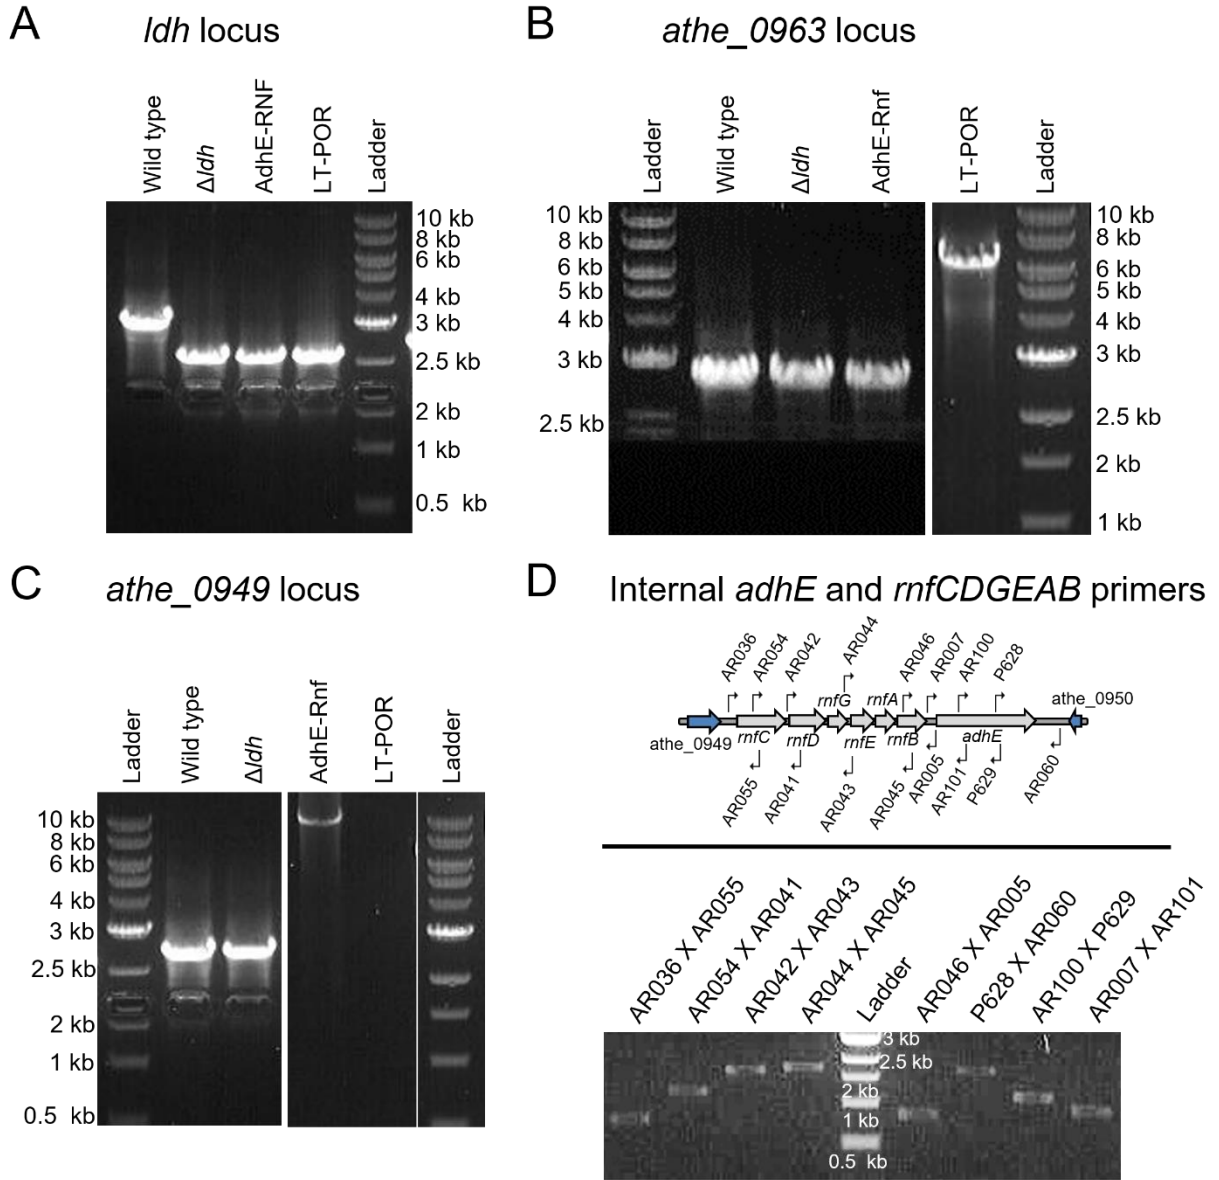 A
ldh locus
Wild type
Δldh
AdhE-RNF
LT-POR
Ladder
10 kb
8 kb
6 kb
4 kb
3 kb
2.5 kb
2 kb
1 kb
0.5 kb
B
athe_0963 locus
Ladder
Wild type
Δldh
AdhE-Rnf
LT-POR
Ladder
10 kb
8 kb
6 kb
5 kb
4 kb
3 kb
2.5 kb
10 kb
8 kb
6 kb
5 kb
4 kb
3 kb
2.5 kb
2 kb
1 kb
C
athe_0949 locus
Ladder
Wild type
Δldh
AdhE-Rnf
LT-POR
Ladder
10 kb
8 kb
6 kb
4 kb
3 kb
2.5 kb
2 kb
1 kb
0.5 kb
D
Internal adhE and rnfCDGEAB primers
AR036
AR054
AR042
AR044
AR046
AR007
AR100
P628
rnfG
rnfA
athe_0950
athe_0949
rnfC
rnfD
rnfE
rnfB
adhE
AR055
AR041
AR043
AR045
AR005
AR101
P629
AR060
AR036 X AR055
AR054 X AR041
AR042 X AR043
AR044 X AR045
Ladder
AR046 X AR005
P628 X AR060
AR100 X P629
AR007 X AR101
3 kb
2.5 kb
2 kb
1 kb
0.5 kb